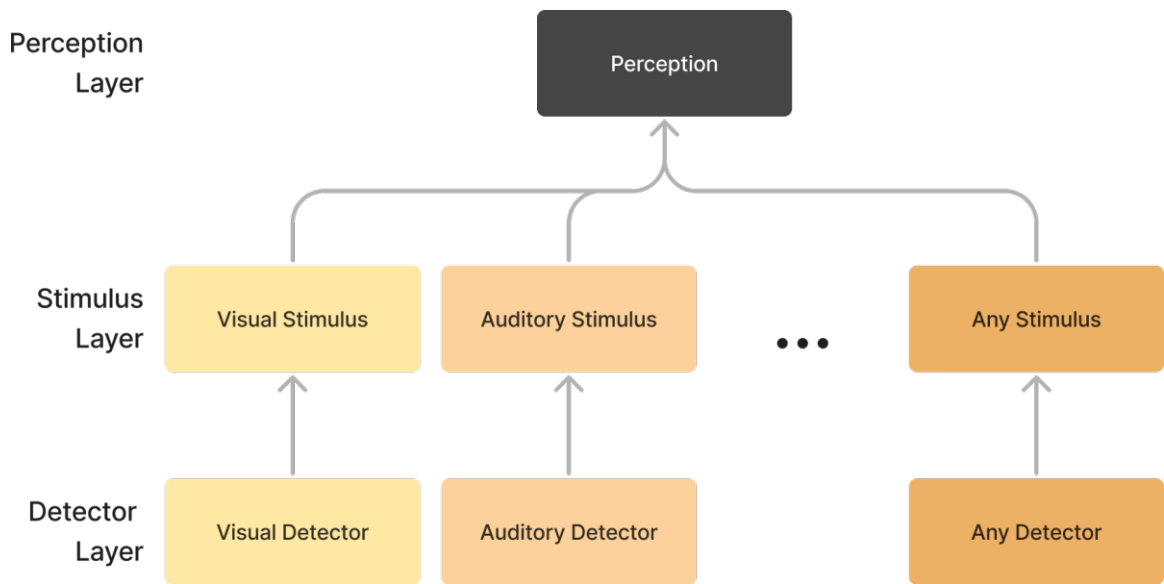 Perception
Layer
Perception
Stimulus
Layer
Visual Stimulus
Auditory Stimulus
•••
Any Stimulus
Detector
Layer
Visual Detector
Auditory Detector
Any Detector